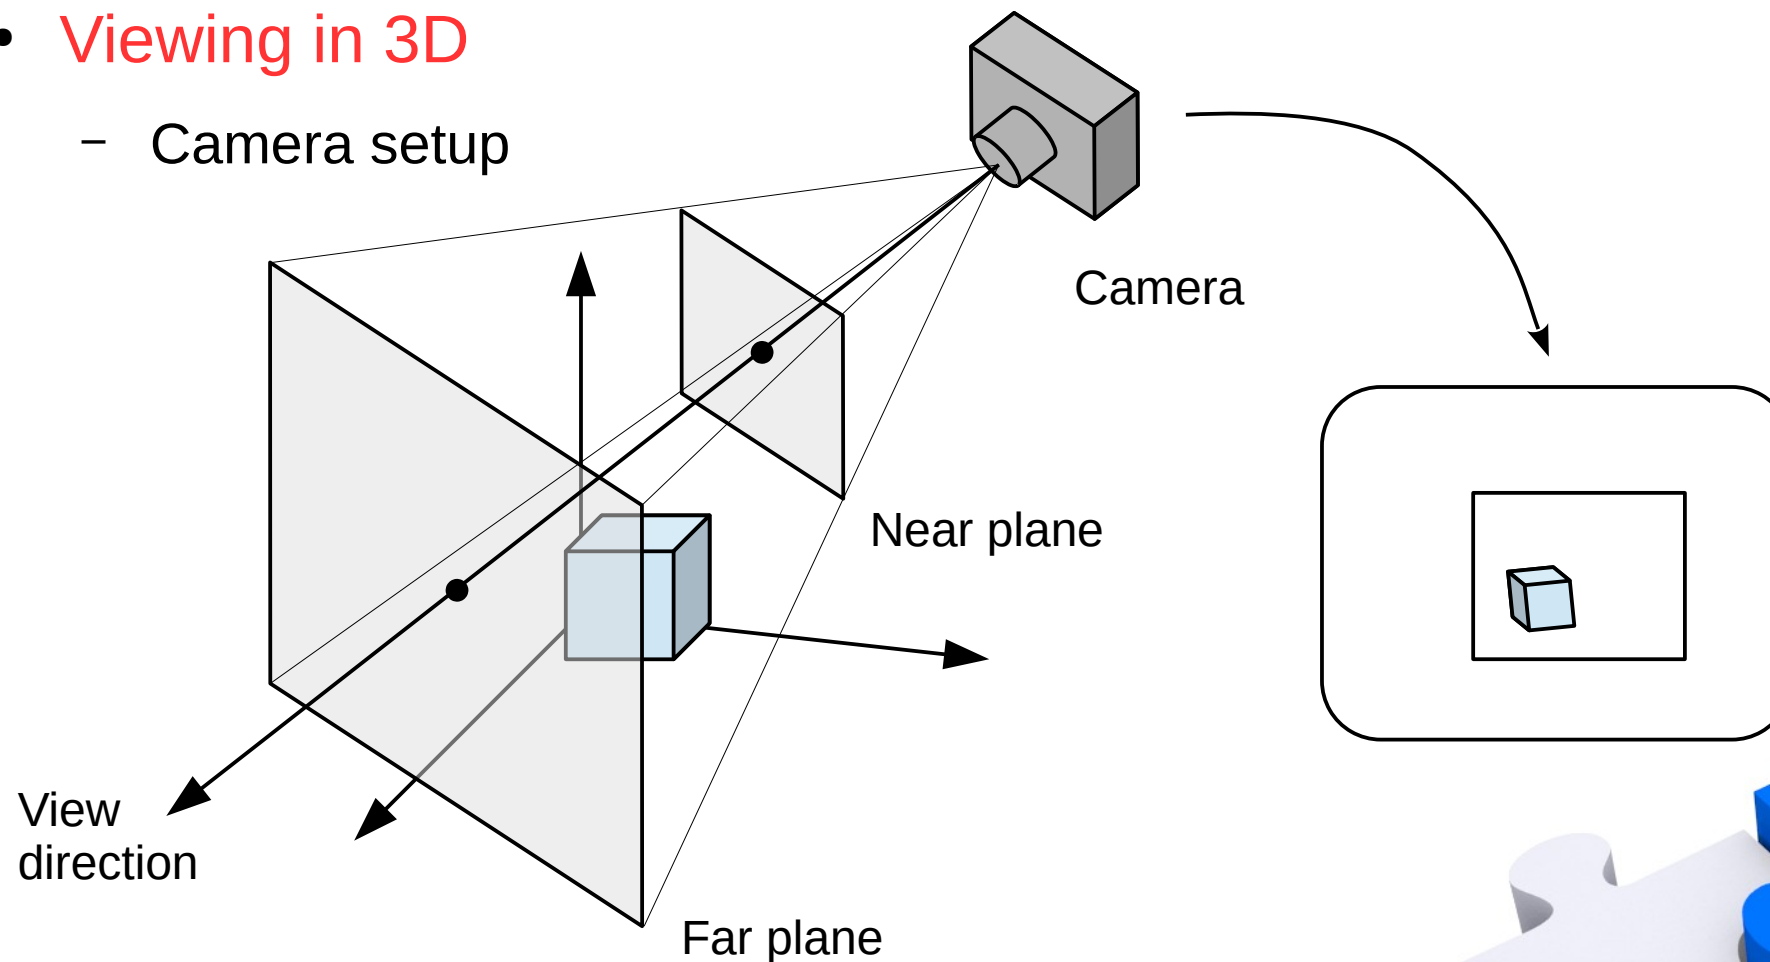 • Viewing in 3D
– Camera setup
Camera
Near plane
View
direction
Far plane